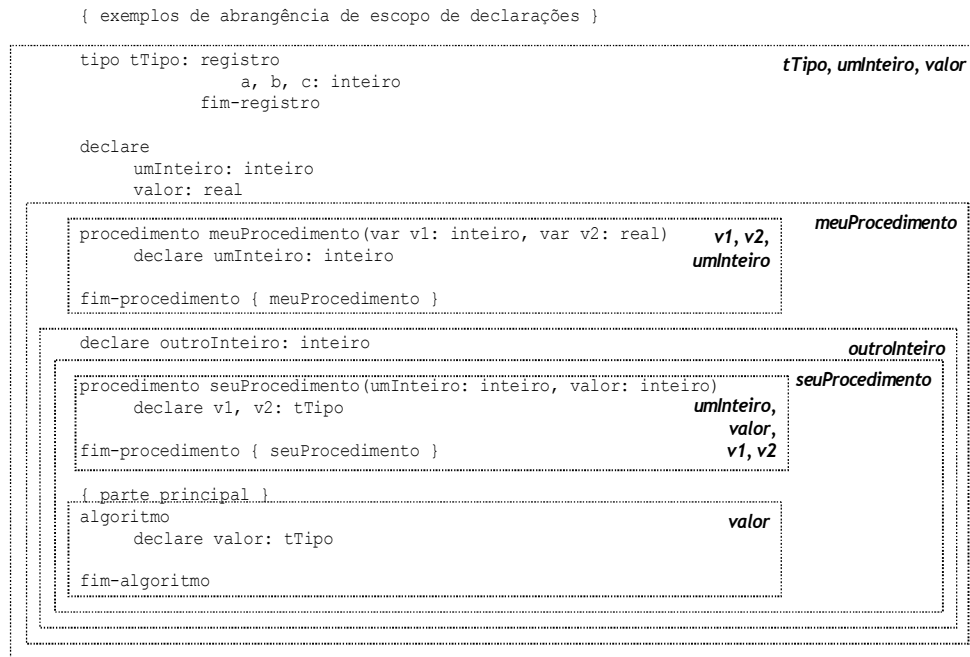 { exemplos de abrangência de escopo de declarações }
tipo tTipo: registro
tTipo, umInteiro, valor
a, b, c: inteiro
fim-registro
declare
umInteiro: inteiro
valor: real
meuProcedimento
procedimento meuProcedimento(var v1: inteiro, var v2: real)
v1, v2,
declare umInteiro: inteiro
umInteiro
fim-procedimento { meuProcedimento }
declare outroInteiro: inteiro
outroInteiro
seuProcedimento
procedimento seuProcedimento(umInteiro: inteiro, valor: inteiro)
declare v1, v2: tTipo
umInteiro,
valor,
fim-procedimento { seuProcedimento }
v1, v2
{ parte principal }
algoritmo
valor
declare valor: tTipo
fim-algoritmo